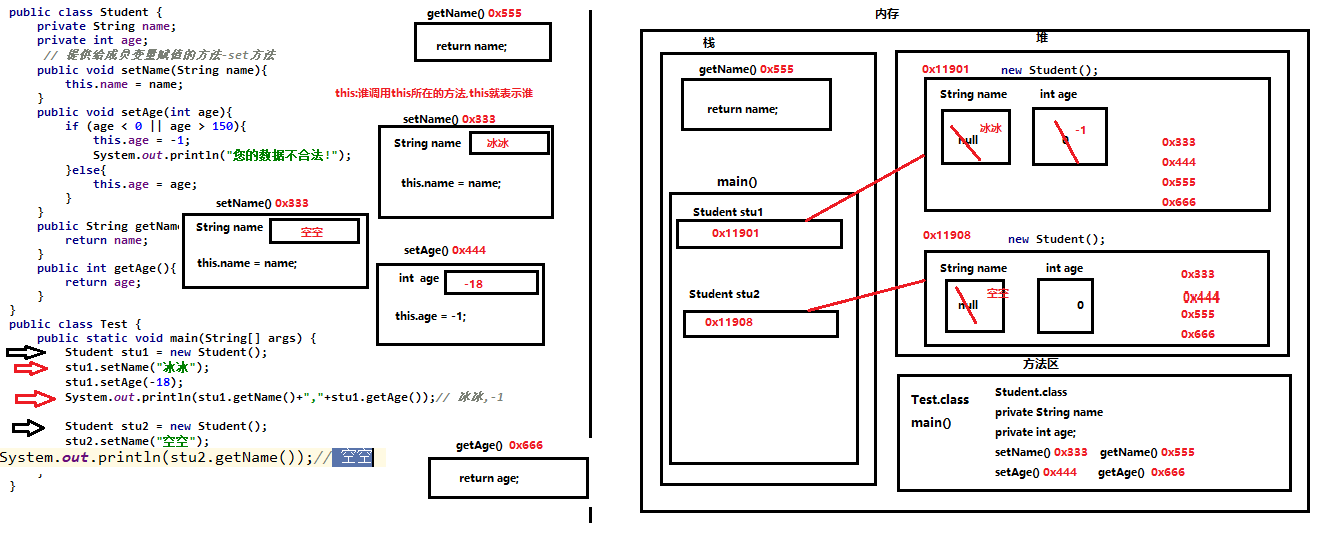 public class Student {
private String name;
private int age;
// 提供给成员变量赋值的方法-set方法
public void setName(String name){
this.name = name;
}
public void setAge(int age){
if (age < 0 || age > 150){
this.age = -1;
System.out.println("您的数据不合法!");
}else{
this.age = age;
}
}
public String getName
return name;
}
public int getAge(){
return age;
}
}
public class Test {
public static void main(String[] args) {
Student stu1 = new Student();
stu1.setName("冰冰");
stu1.setAge(-18);
System.out.println(stu1.getName()+","+stu1.getAge());// 冰冰,-1
Student stu2 = new Student();
stu2.setName("空空");
System.out.println(stu2.getName());// 空空
}
}
getName() 0x555
return name;
this:谁调用this所在的方法,this就表示谁
setName() 0x333
String name 冰冰
this.name = name;
setName() 0x333
String name 空空
this.name = name;
setAge() 0x444
int age -18
this.age = -1;
getAge() 0x666
return age;
内存
栈
getName() 0x555
return name;
main()
Student stu1
0x11901
Student stu2
0x11908
堆
0x11901 new Student();
String name int age
null 冰冰
0 -1
0x333
0x444
0x555
0x666
0x11908 new Student();
String name int age
null 空空
0
0x333
0x444
0x555
0x666
方法区
Test.class
main()
Student.class
private String name
private int age;
setName() 0x333 getName() 0x555
setAge() 0x444 getAge() 0x666